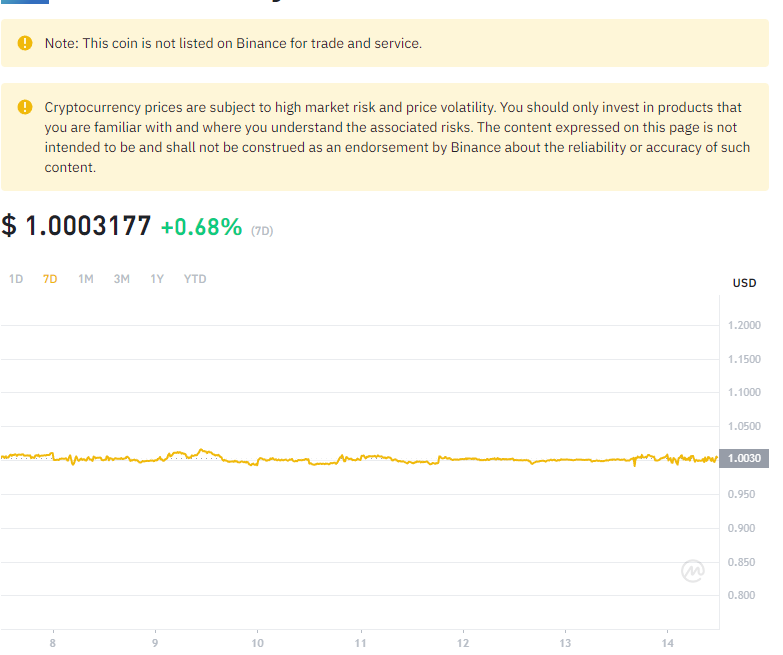 Note: This coin is not listed on Binance for trade and service.
Cryptocurrency prices are subject to high market risk and price volatility. You should only invest in products that
you are familiar with and where you understand the associated risks. The content expressed on this page is not
intended to be and shall not be construed as an endorsement by Binance about the reliability or accuracy of such
content.
$ 1.0003177 +0.68% (7D)
1D 7D 1M 3M 1Y YTD
USD
1.2000
1.1500
1.1000
1.0500
1.0030
0.950
0.900
0.850
0.800
8 9 10 11 12 13 14